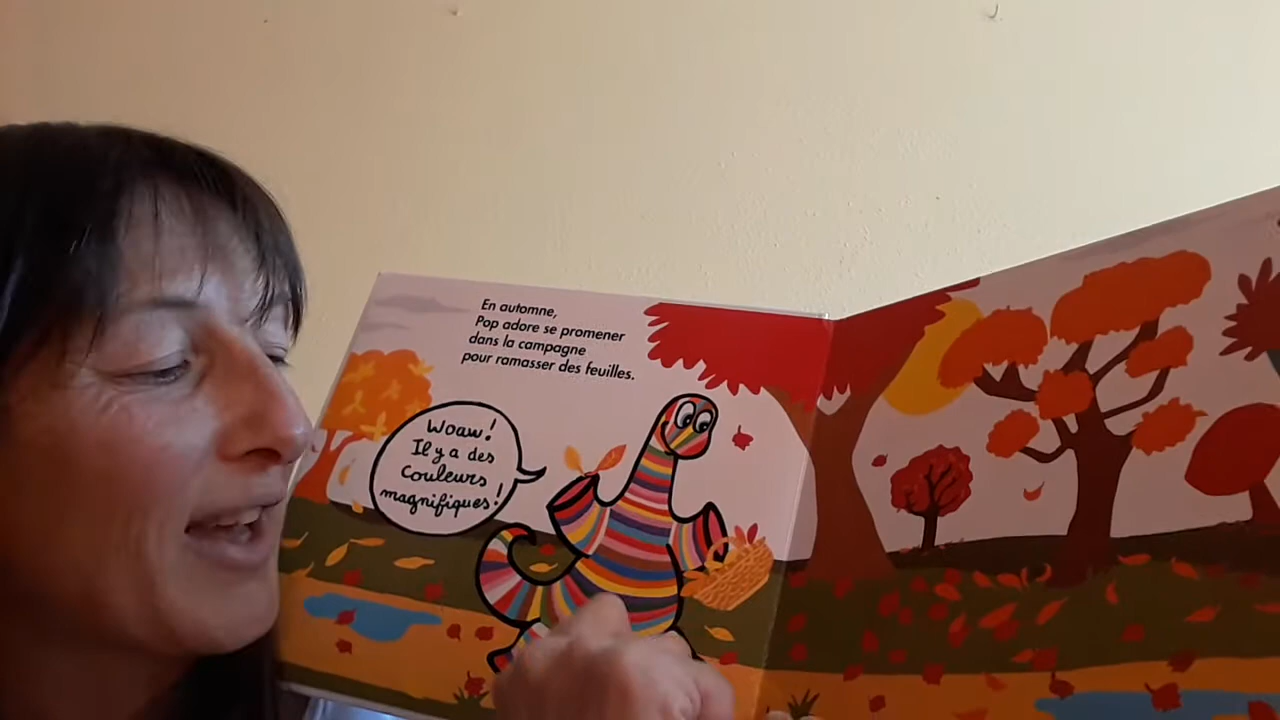 En automne,
Pop adore se promener
dans la campagne
pour ramasser des feuilles.
Woaw!
Il y a des
couleurs
magnifiques!